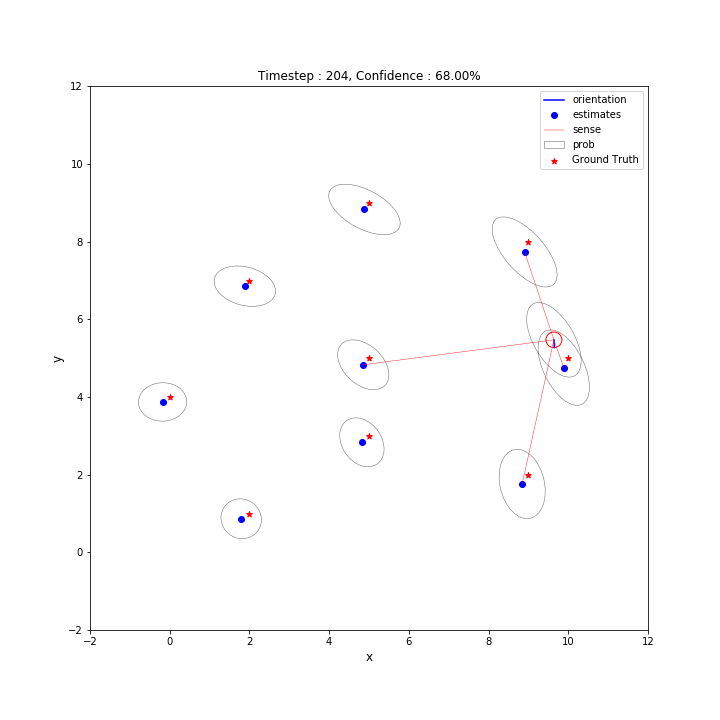 Timestep : 204, Confidence : 68.00%
orientation
estimates
sense
prob
Ground Truth
12
10
8
6
4
2
0
−2
y
−2 0 2 4 6 8 10 12
x